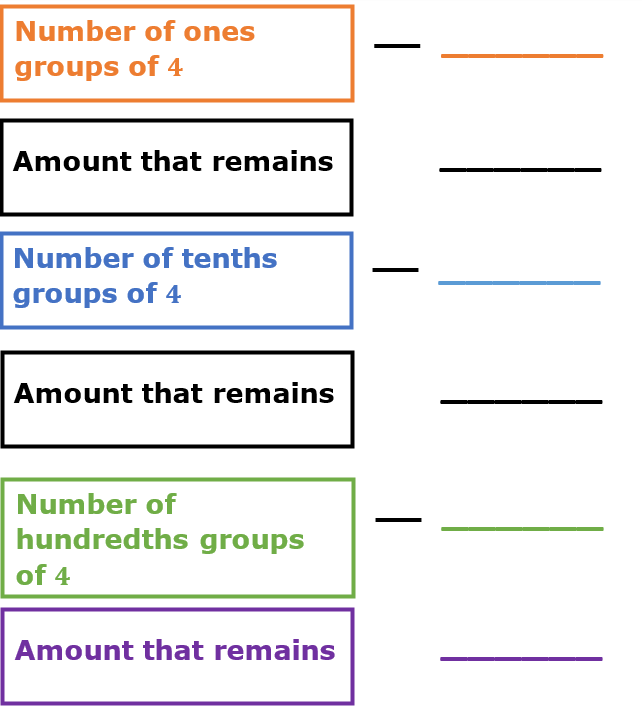 Number of ones
groups of 4
Amount that remains
Number of tenths
groups of 4
Amount that remains
Number of
hundredths groups
of 4
Amount that remains